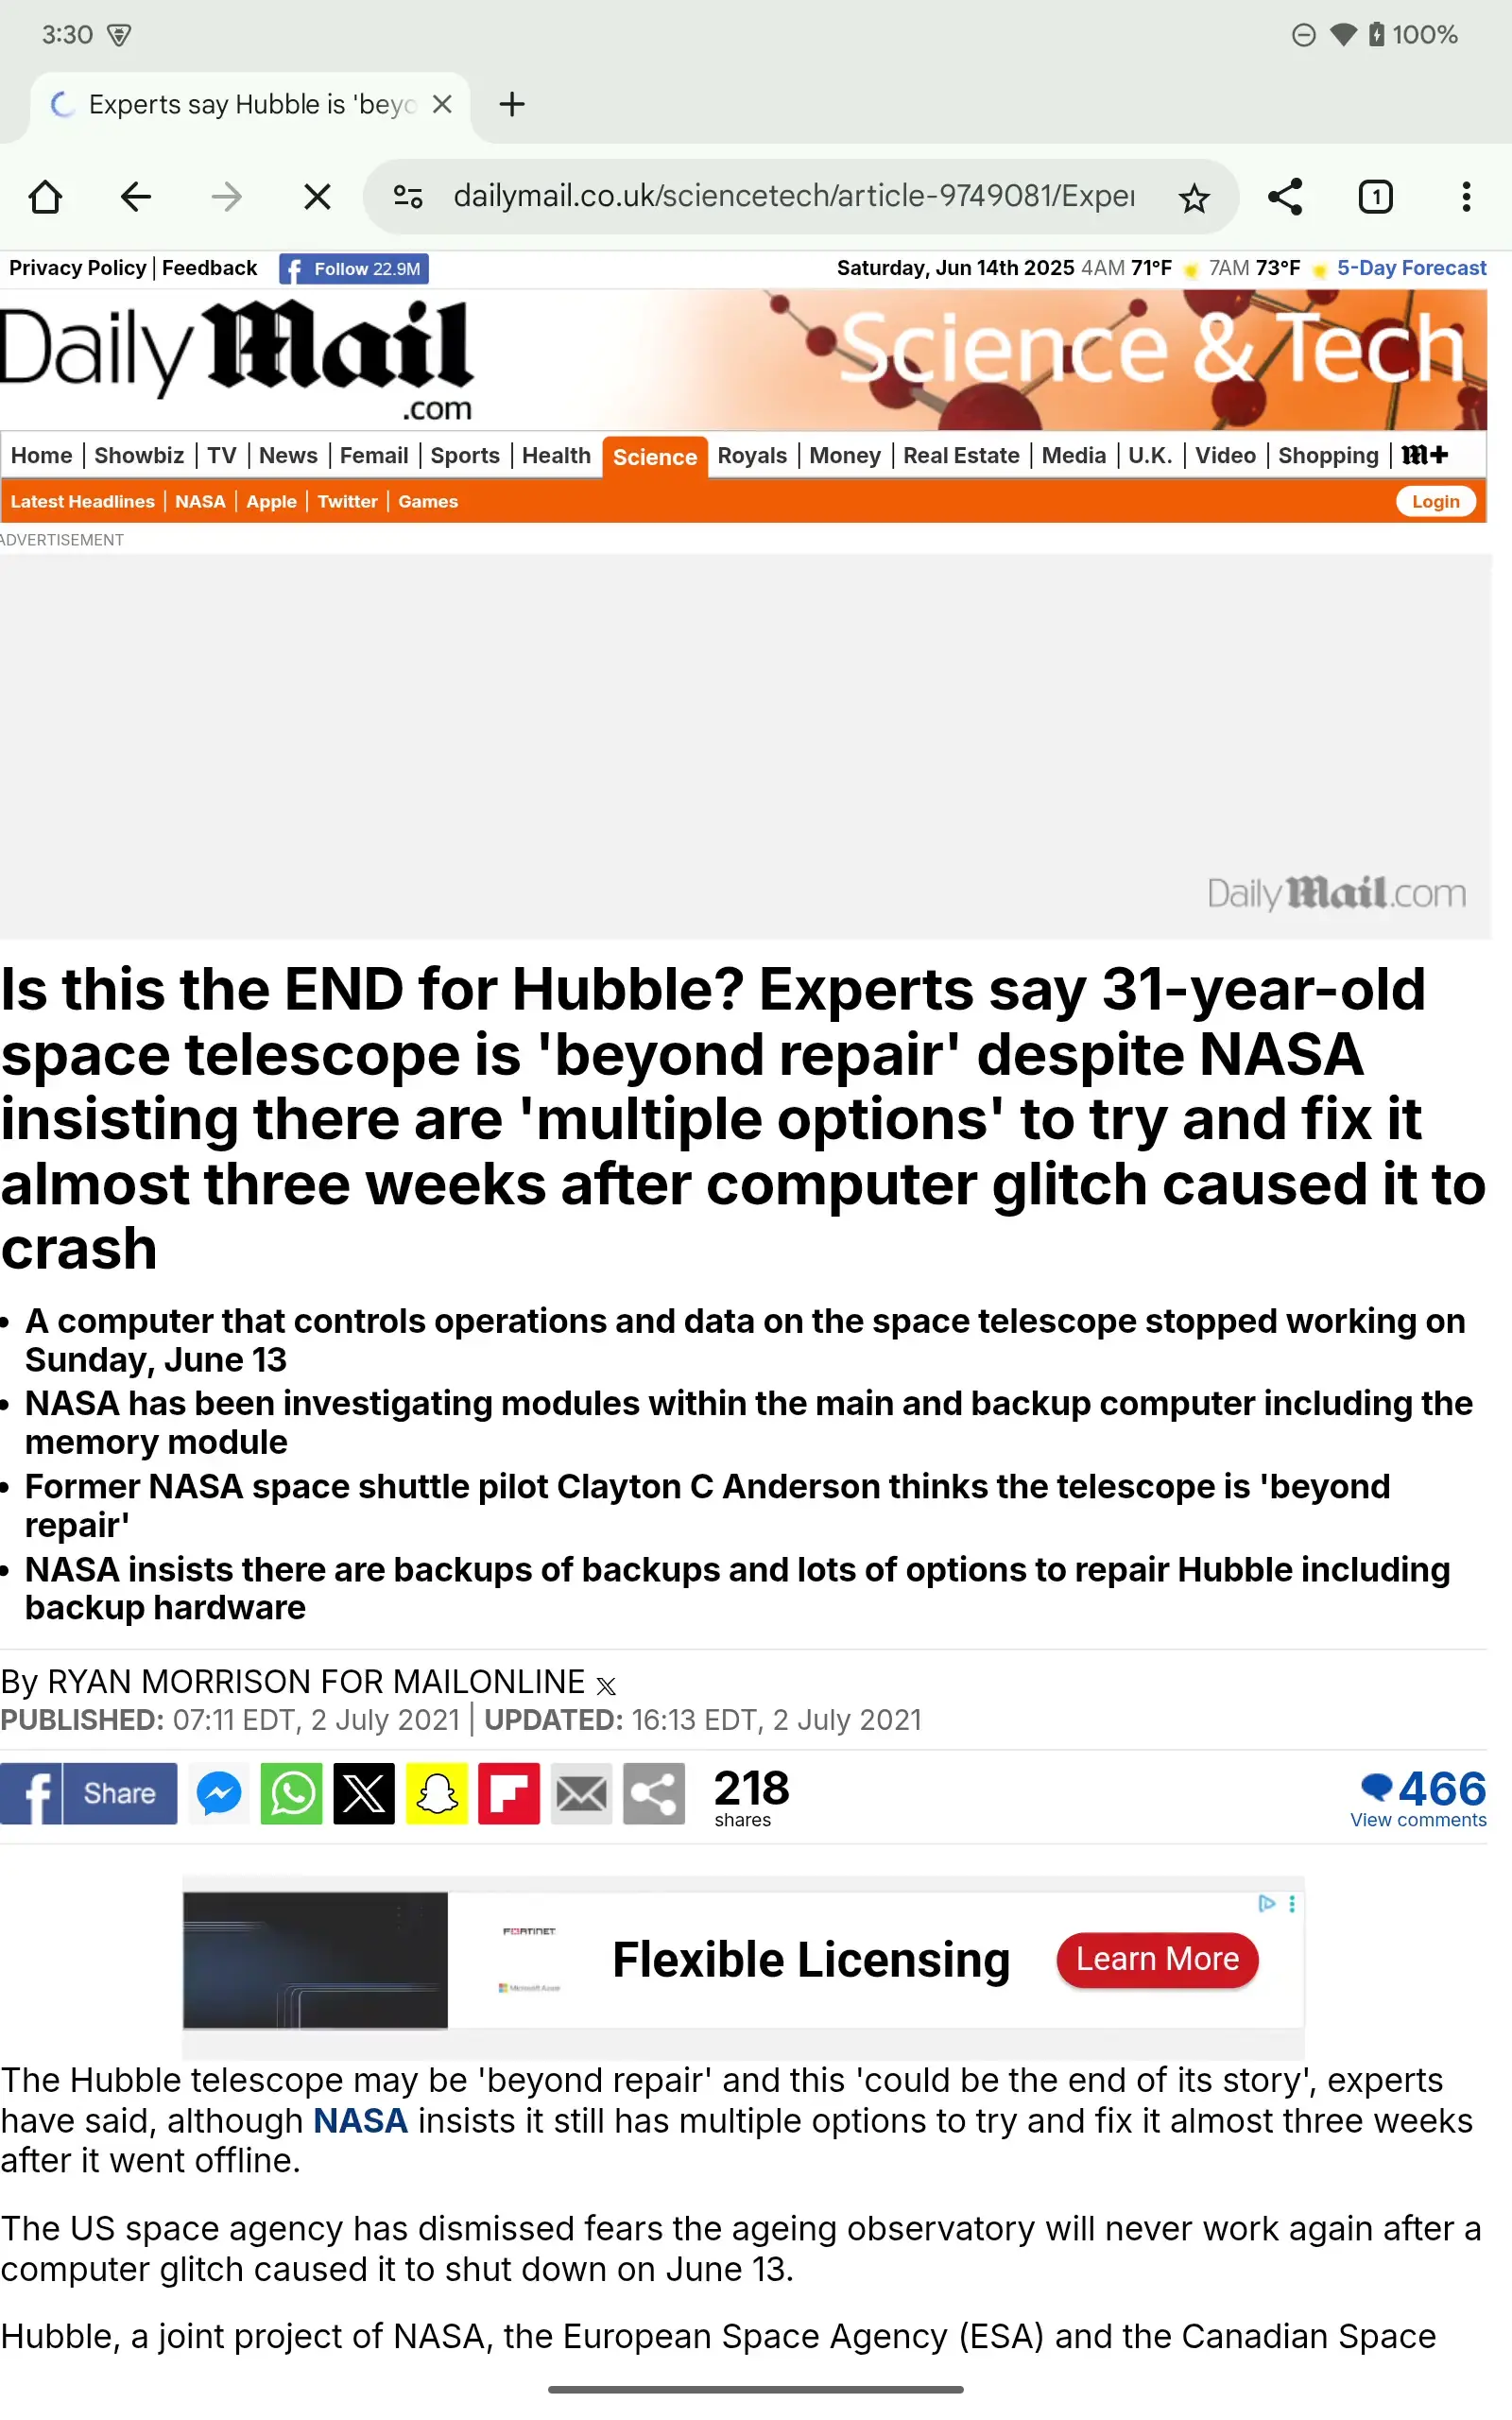 3:30
100%
Experts say Hubble is 'beyo
dailymail.co.uk/sciencetech/article-9749081/Exper
1
Privacy Policy | Feedback
Follow 22.9M
Saturday, Jun 14th 2025 4AM 71°F 7AM 73°F 5-Day Forecast
Daily Mail
.com
Science & Tech
Home | Showbiz | TV | News | Femail | Sports | Health Science Royals | Money | Real Estate | Media | U.K. | Video | Shopping | m+
Latest Headlines | NASA | Apple | Twitter | Games
Login
ADVERTISEMENT
Daily Mail.com
Is this the END for Hubble? Experts say 31-year-old
space telescope is 'beyond repair' despite NASA
insisting there are 'multiple options' to try and fix it
almost three weeks after computer glitch caused it to
crash
• A computer that controls operations and data on the space telescope stopped working on
Sunday, June 13
• NASA has been investigating modules within the main and backup computer including the
memory module
• Former NASA space shuttle pilot Clayton C Anderson thinks the telescope is 'beyond
repair'
• NASA insists there are backups of backups and lots of options to repair Hubble including
backup hardware
By RYAN MORRISON FOR MAILONLINE
PUBLISHED: 07:11 EDT, 2 July 2021 | UPDATED: 16:13 EDT, 2 July 2021
Share
218
shares
466
View comments
FORTINET
Microsoft Azure
Flexible Licensing
Learn More
The Hubble telescope may be 'beyond repair' and this 'could be the end of its story', experts
have said, although NASA insists it still has multiple options to try and fix it almost three weeks
after it went offline.
The US space agency has dismissed fears the ageing observatory will never work again after a
computer glitch caused it to shut down on June 13.
Hubble, a joint project of NASA, the European Space Agency (ESA) and the Canadian Space